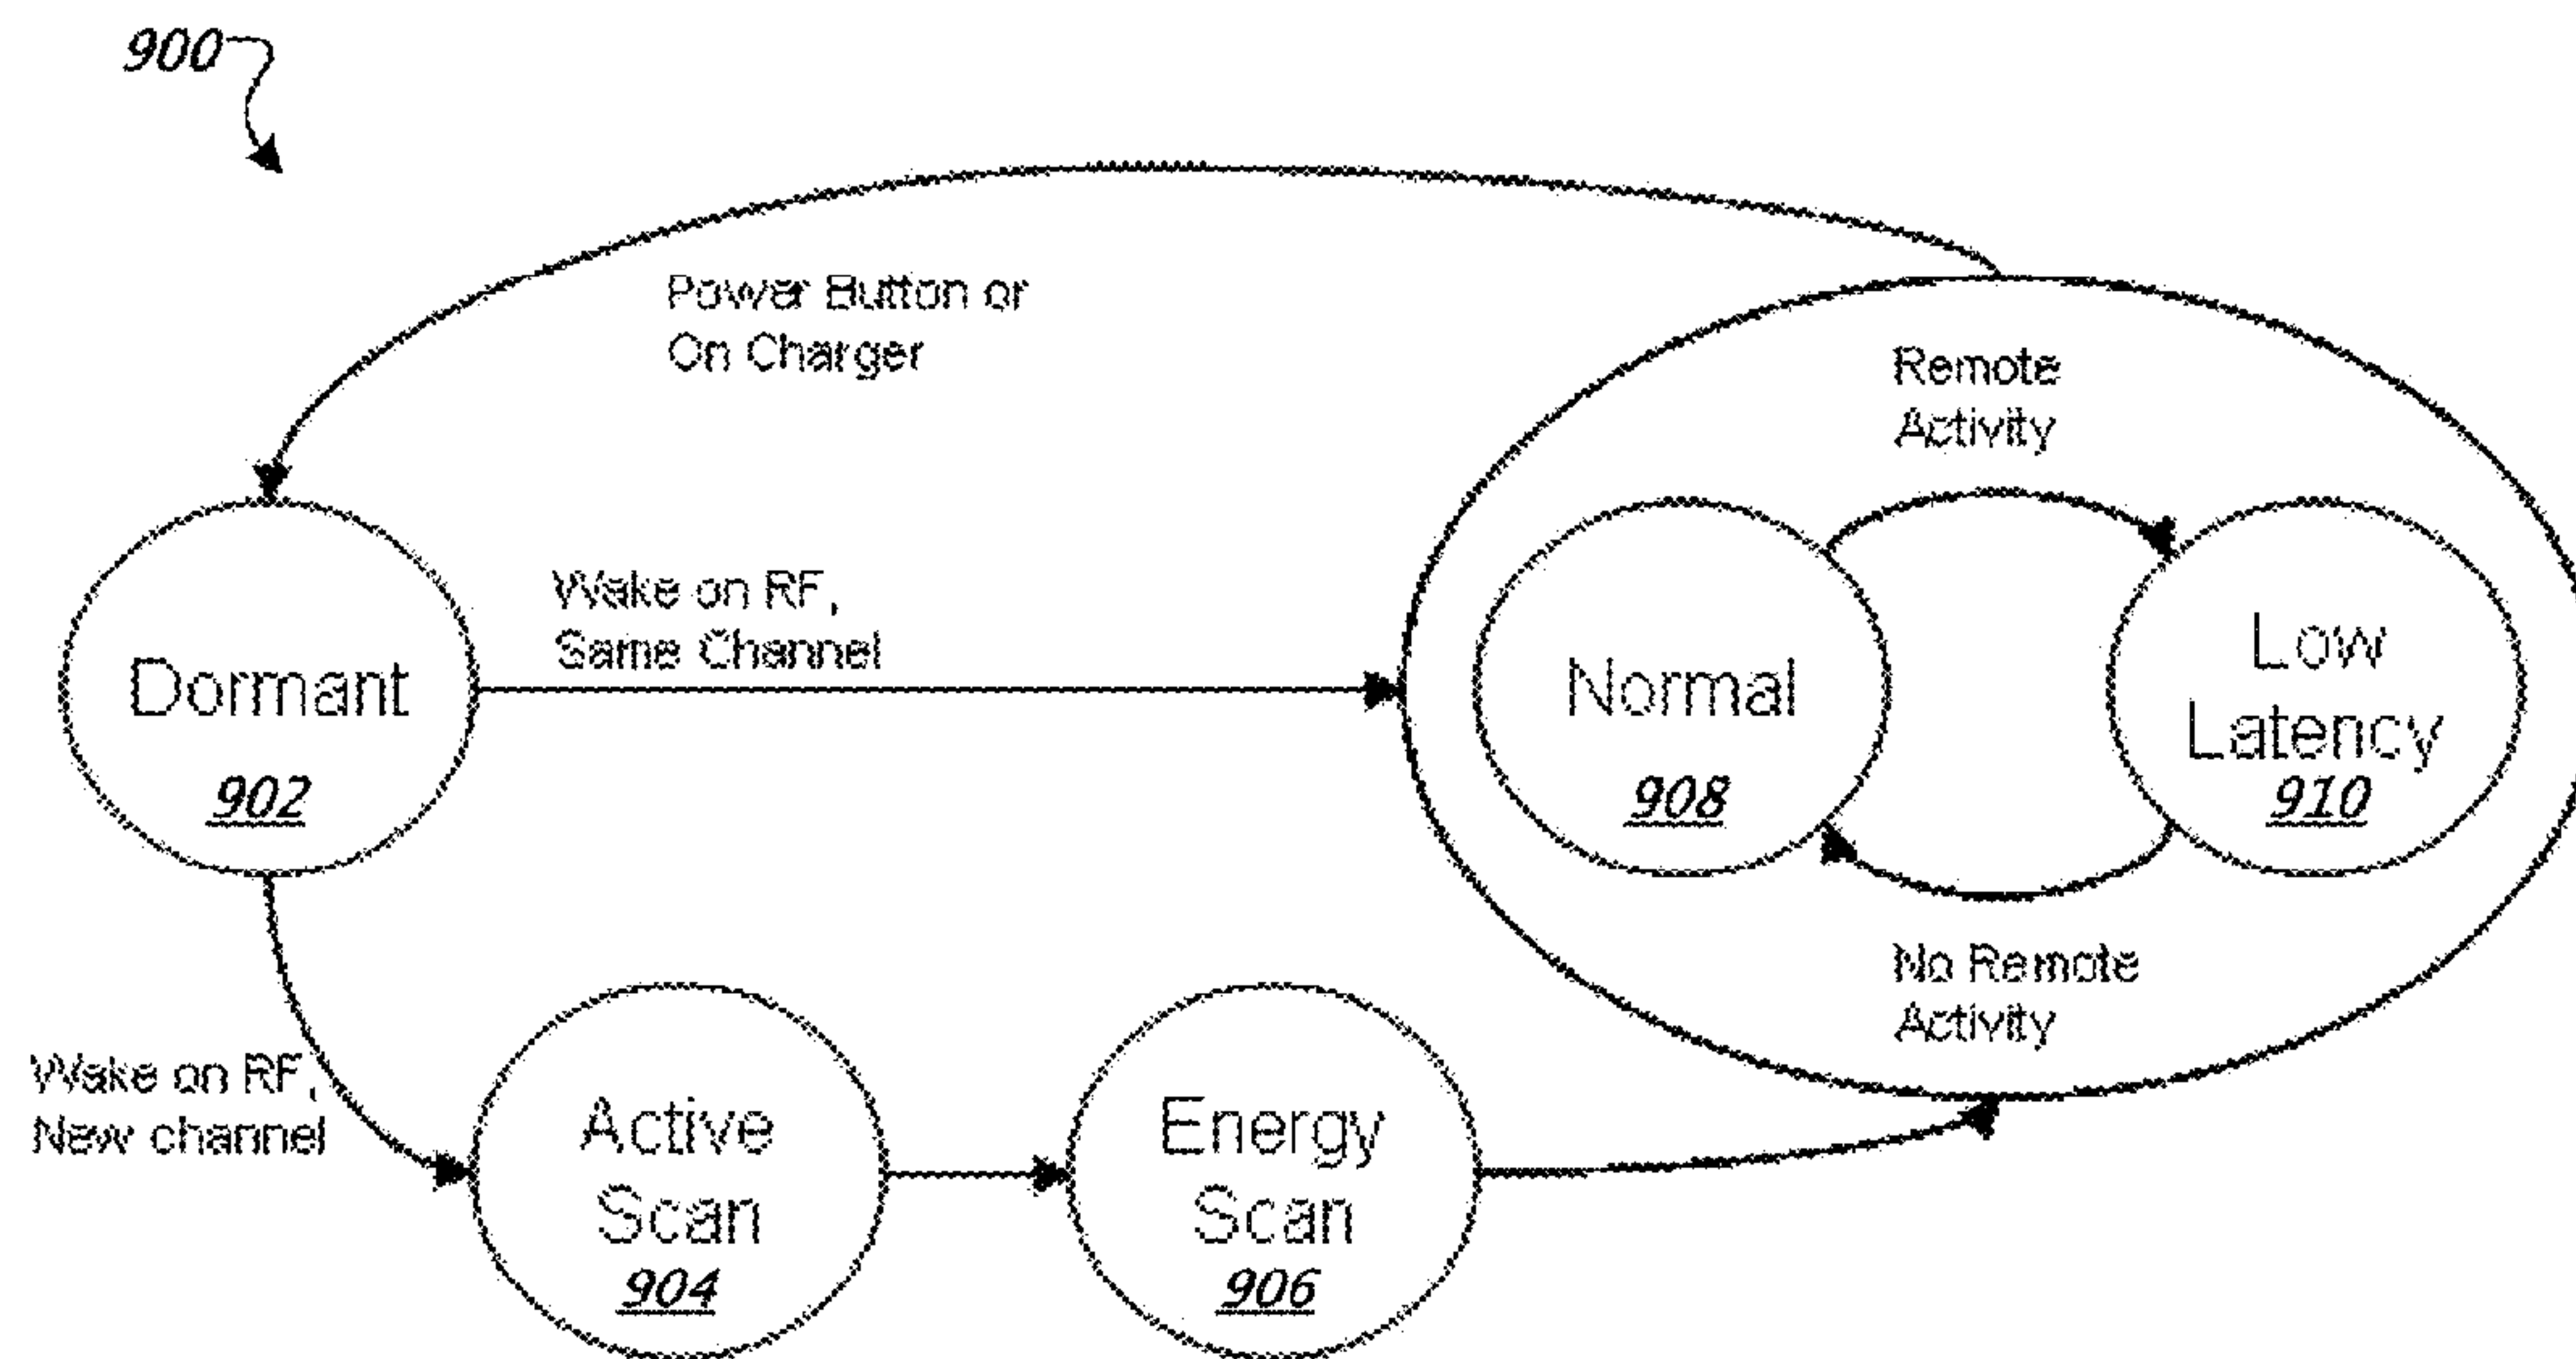 900
Power Button or
On Charger
Remote
Activity
Wake on RF,
Same Channel
Dormant
902
Normal
908
Low
Latency
910
No Remote
Activity
Wake on RF,
New channel
Active
Scan
904
Energy
Scan
906